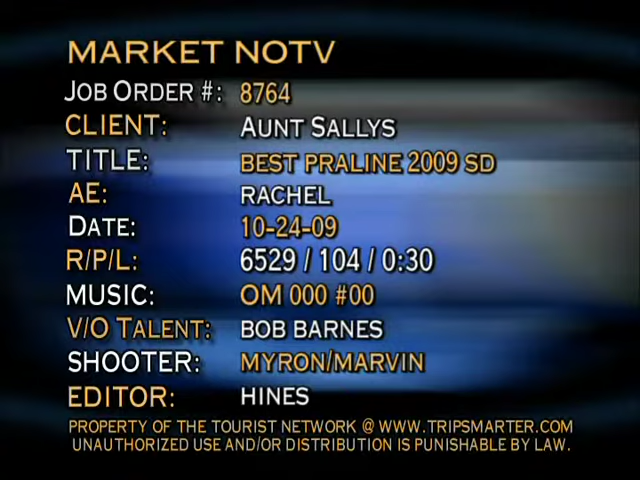 MARKET NOTV
JOB ORDER #: 8764
CLIENT: AUNT SALLYS
TITLE: BEST PRALINE 2009 SD
AE: RACHEL
DATE: 10-24-09
R/P/L: 6529 / 104 / 0:30
MUSIC: OM 000 #00
V/O TALENT: BOB BARNES
SHOOTER: MYRON/MARVIN
EDITOR: HINES
PROPERTY OF THE TOURIST NETWORK @ WWW.TRIPSMARTER.COM
UNAUTHORIZED USE AND/OR DISTRIBUTION IS PUNISHABLE BY LAW.